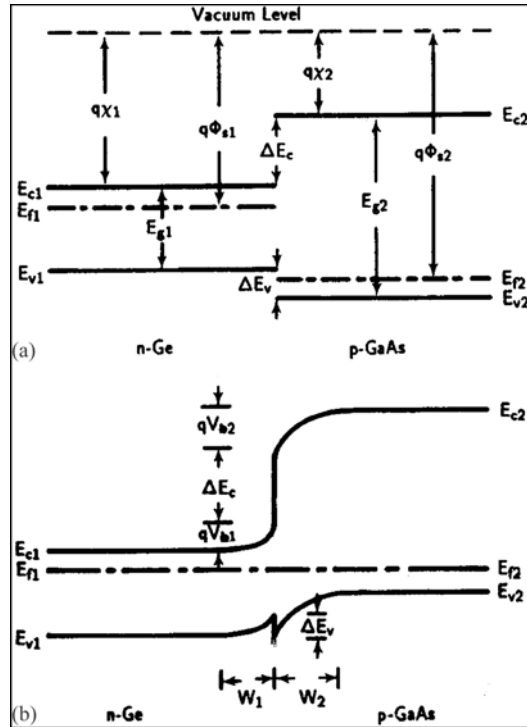 Vacuum Level
qχ1
qΦs1
qχ2
Ec2
ΔEc
qΦs2
Ec1
Ef1
Eg1
Eg2
Ev1
ΔEv
Ef2
Ev2
(a)
n-Ge
p-GaAs
Ec2
qVb2
ΔEc
qVb1
Ec1
Ef1
Ef2
Ev2
ΔEv
Ev1
W1
W2
(b)
n-Ge
p-GaAs